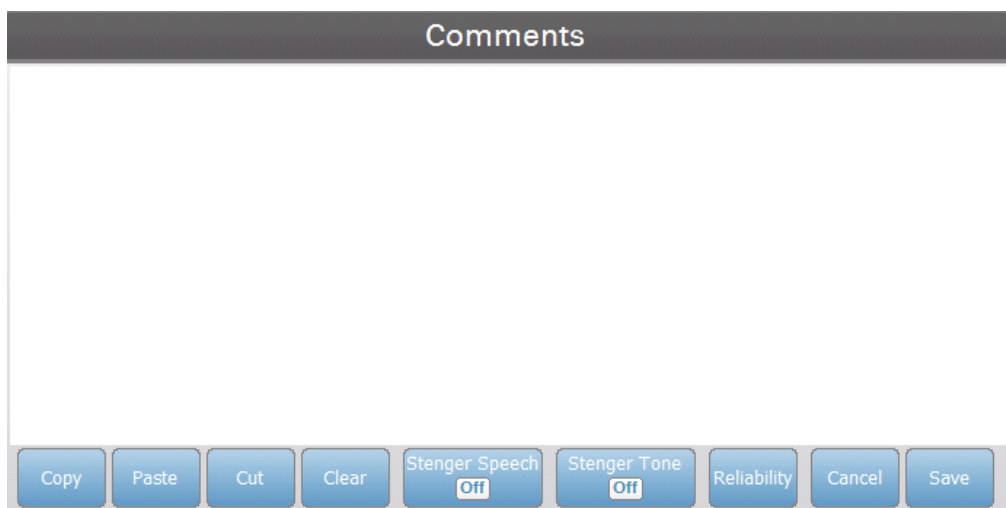 Comments
Copy
Paste
Cut
Clear
Stenger Speech
Off
Stenger Tone
Off
Reliability
Cancel
Save